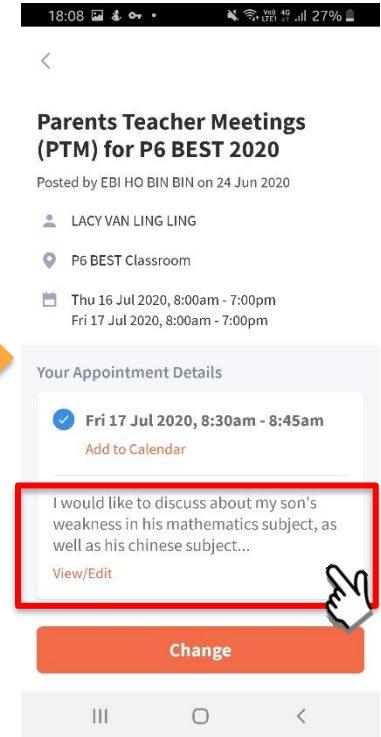 18:08 Vo)) LTE1 4G 27%
Parents Teacher Meetings
(PTM) for P6 BEST 2020
Posted by EBI HO BIN BIN on 24 Jun 2020
LACY VAN LING LING
P6 BEST Classroom
Thu 16 Jul 2020, 8:00am - 7:00pm
Fri 17 Jul 2020, 8:00am - 7:00pm
Your Appointment Details
Fri 17 Jul 2020, 8:30am - 8:45am
Add to Calendar
I would like to discuss about my son's
weakness in his mathematics subject, as
well as his chinese subject...
View/Edit
Change